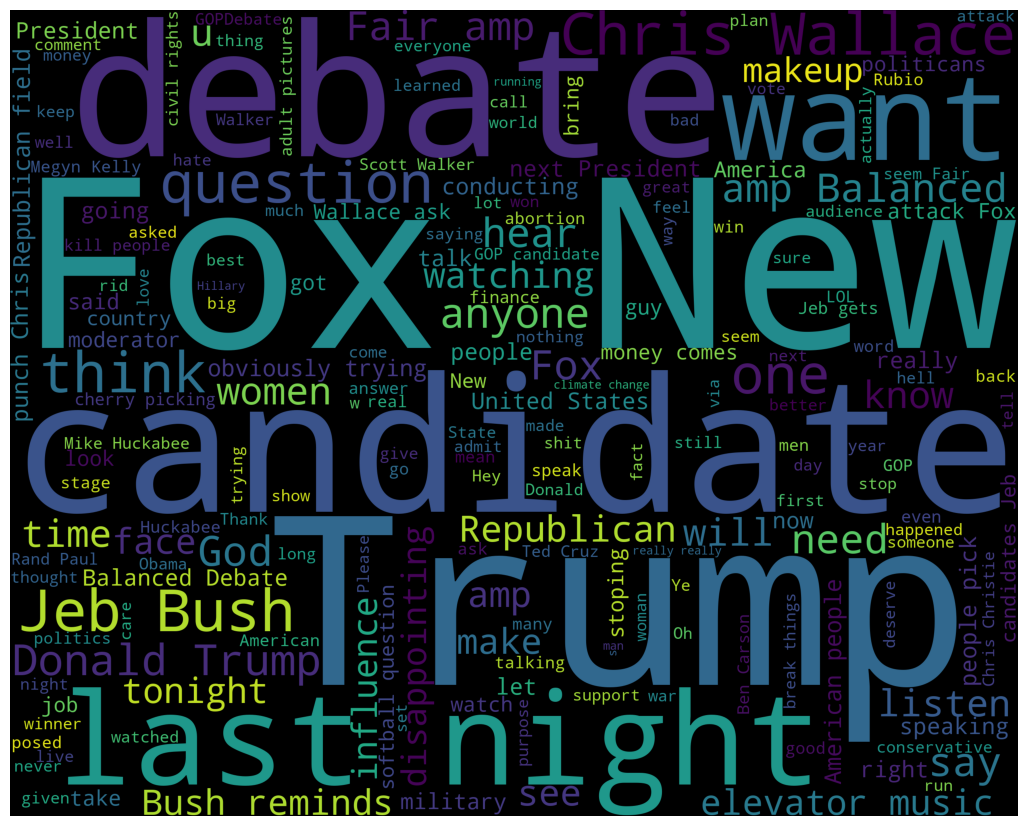 President
GOPDebate
u
thing
Fair amp
everyone
Chris Wallace
plan
attack
comment
money
civil rights
debate
adult pictures
learned
running
call
world
bring
makeup
politicians
Rubio
vote
want
actually
keep
Walker
well
bad
Megyn Kelly
hate
Scott Walker
next President
America
seem Fair
punch Chris
Republican field
question
conducting
great
amp Balanced
going
much
Wallace ask
lot
won
feel
audience
attack Fox
kill people
asked
saying
abortion
hear
way
win
Fox New
best
talk
GOP candidate
sure
rid
love
Hillary
got
watching
LOL
said
big
finance
guy
Jeb gets
country
anyone
nothing
seem
word
moderator
people
money comes
think
obviously
trying
come
Fox
one
next
really
cherry picking
women
answer
New
climate change
via
hell
back
w
real
United States
better
know
tell
candidate
Mike Huckabee
State
made
admit
shit
still
men
year
look
give
mean
fact
day
GOP
stage
trying
show
go
Hey
speak
Donald
first
stop
time
Huckabee
Thank
Republican
will
now
even
happened
face
God
long
Please
need
someone
candidates Jeb
Rand Paul
Obama
ask
Ted Cruz
really really
thought
Balanced Debate
disappointing
Trump
stoping
Ye
people pick
Chris Christie
Jeb Bush
care
influence
amp
woman
deserve
politics
American
softball question
make
many
Oh
American people
Donald Trump
talking
man
Ben Carson
break things
night
tonight
let
support
war
listen
job
set
watch
purpose
speaking
winner
last night
posed
watched
good
conservative
live
right
say
never
run
given
take
Bush reminds
military
see
elevator music